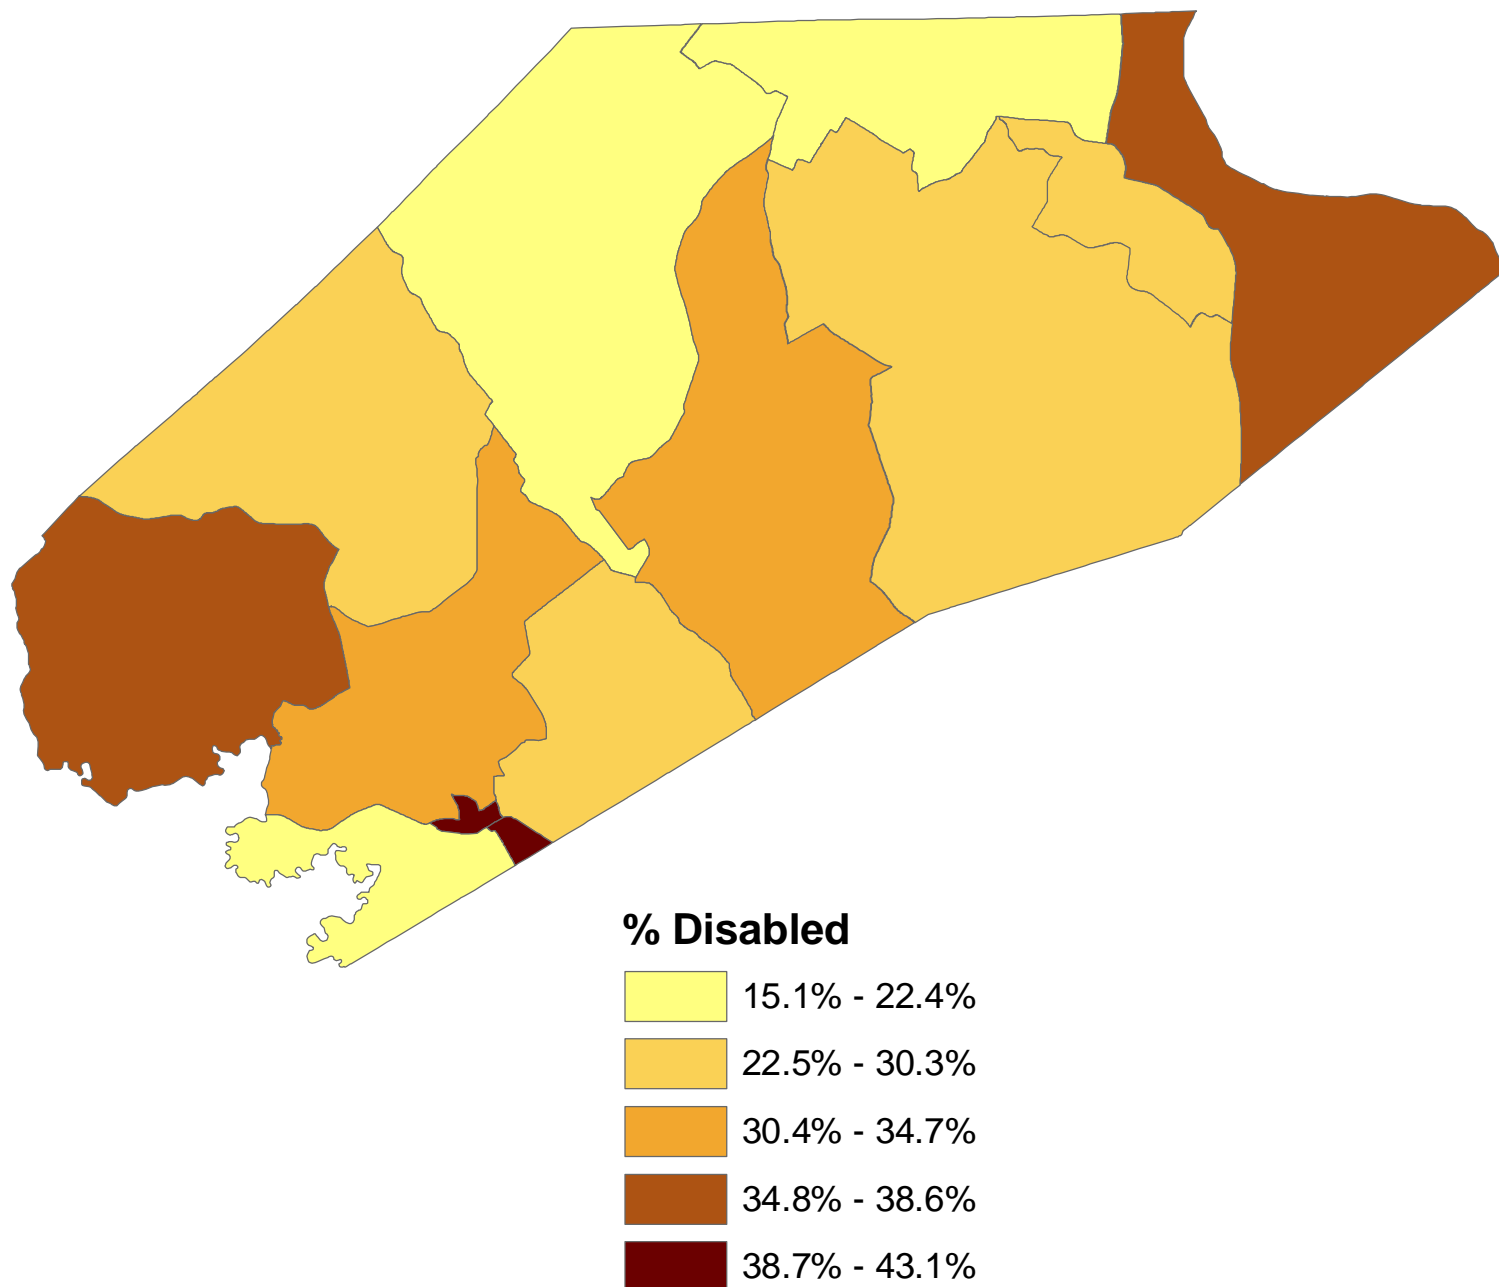 % Disabled
15.1% - 22.4%
22.5% - 30.3%
30.4% - 34.7%
34.8% - 38.6%
38.7% - 43.1%